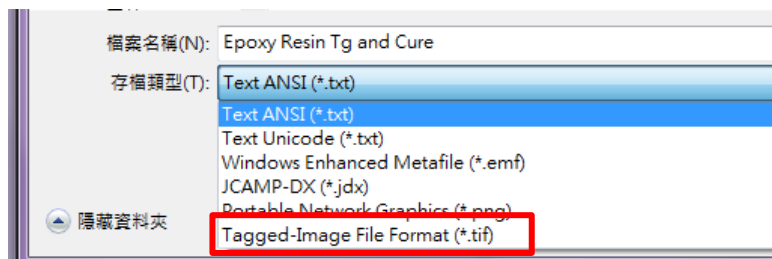 檔案名稱(N): Epoxy Resin Tg and Cure
存檔類型(T): Text ANSI (*.txt)
Text ANSI (*.txt)
Text Unicode (*.txt)
Windows Enhanced Metafile (*.emf)
JCAMP-DX (*.jdx)
Portable Network Graphics (*.png)
隱藏資料夾
Tagged-Image File Format (*.tif)